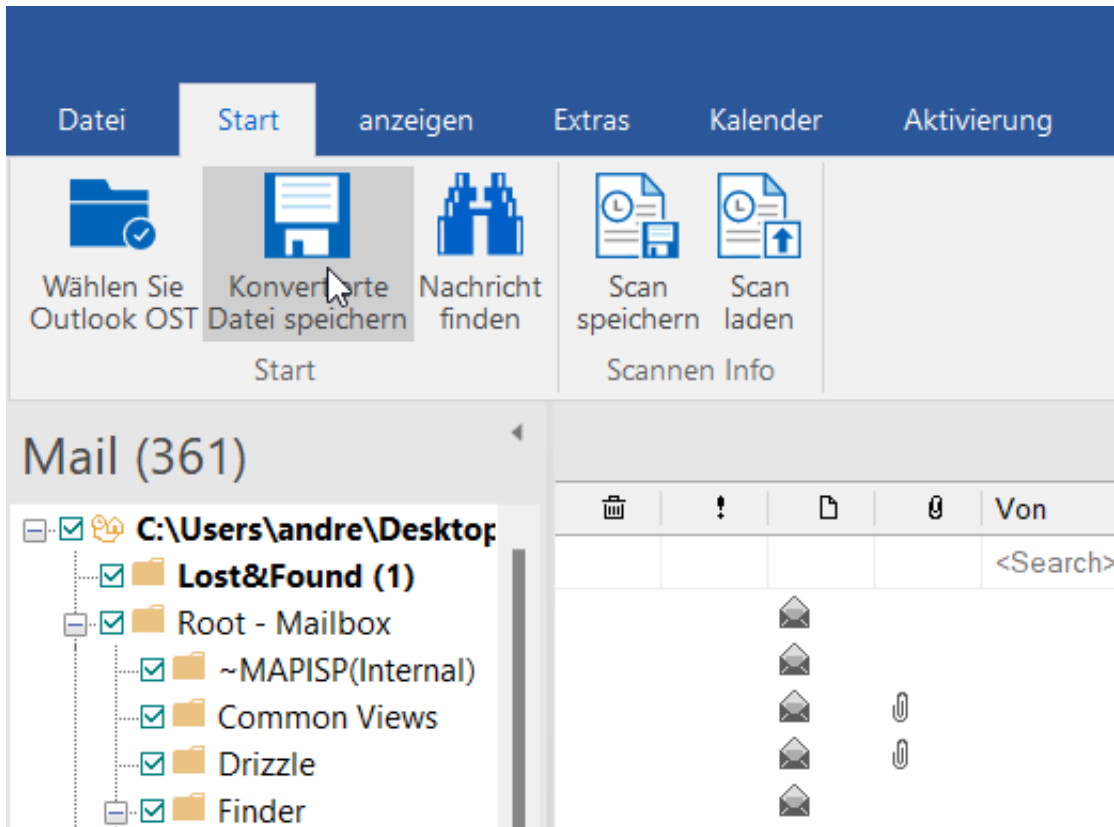 Datei Start anzeigen Extras Kalender Aktivierung
Wählen Sie Outlook OST
Konvertierte Datei speichern
Nachricht finden
Scan speichern
Scan laden
Start
Scannen Info
Mail (361)
C:\Users\andre\Desktop
Lost&Found (1)
Root - Mailbox
~MAPISP(Internal)
Common Views
Drizzle
Finder
Von
<Search>